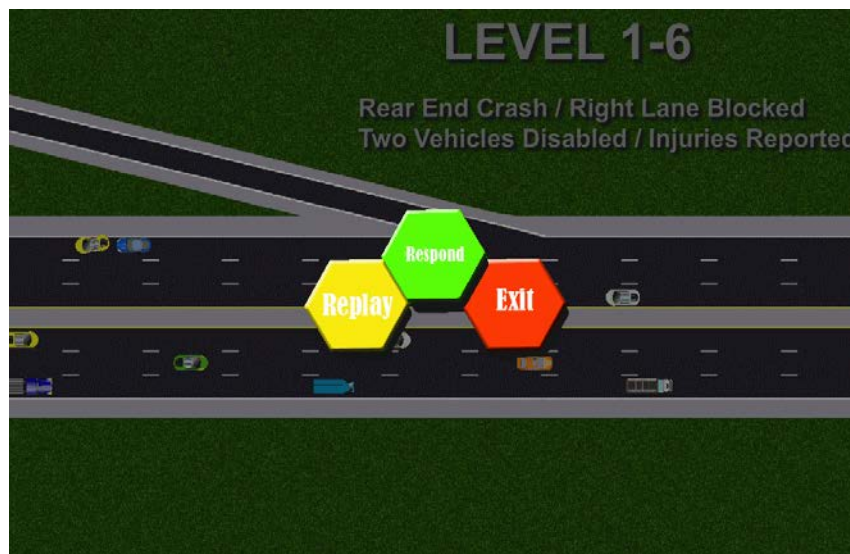 LEVEL 1-6
Rear End Crash / Right Lane Blocked
Two Vehicles Disabled / Injuries Reported
Respond
Replay
Exit